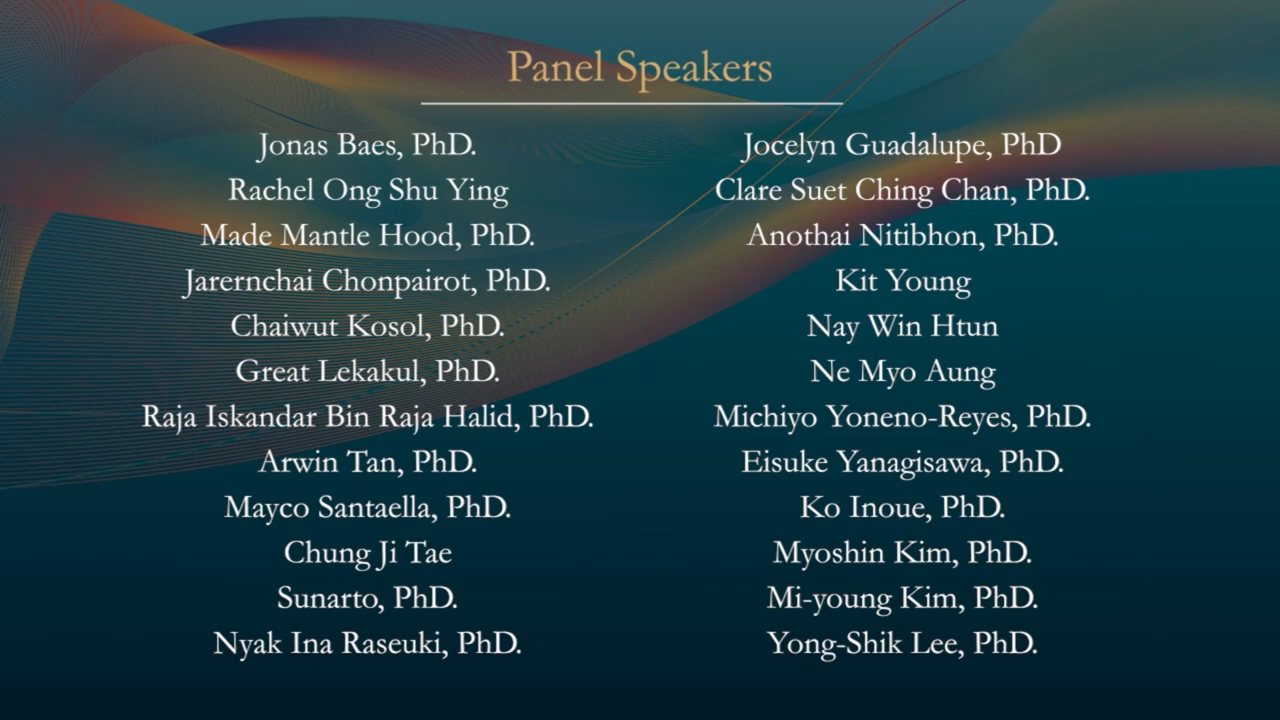 Panel Speakers
Jonas Baes, PhD.
Rachel Ong Shu Ying
Made Mantle Hood, PhD.
Jarernchai Chonpairot, PhD.
Chaiwut Kosol, PhD.
Great Lekakul, PhD.
Raja Iskandar Bin Raja Halid, PhD.
Arwin Tan, PhD.
Mayco Santaella, PhD.
Chung Ji Tae
Sunarto, PhD.
Nyak Ina Raseuki, PhD.
Jocelyn Guadalupe, PhD
Clare Suet Ching Chan, PhD.
Anothai Nitibhon, PhD.
Kit Young
Nay Win Htun
Ne Myo Aung
Michiyo Yoneno-Reyes, PhD.
Eisuke Yanagisawa, PhD.
Ko Inoue, PhD.
Myoshin Kim, PhD.
Mi-young Kim, PhD.
Yong-Shik Lee, PhD.